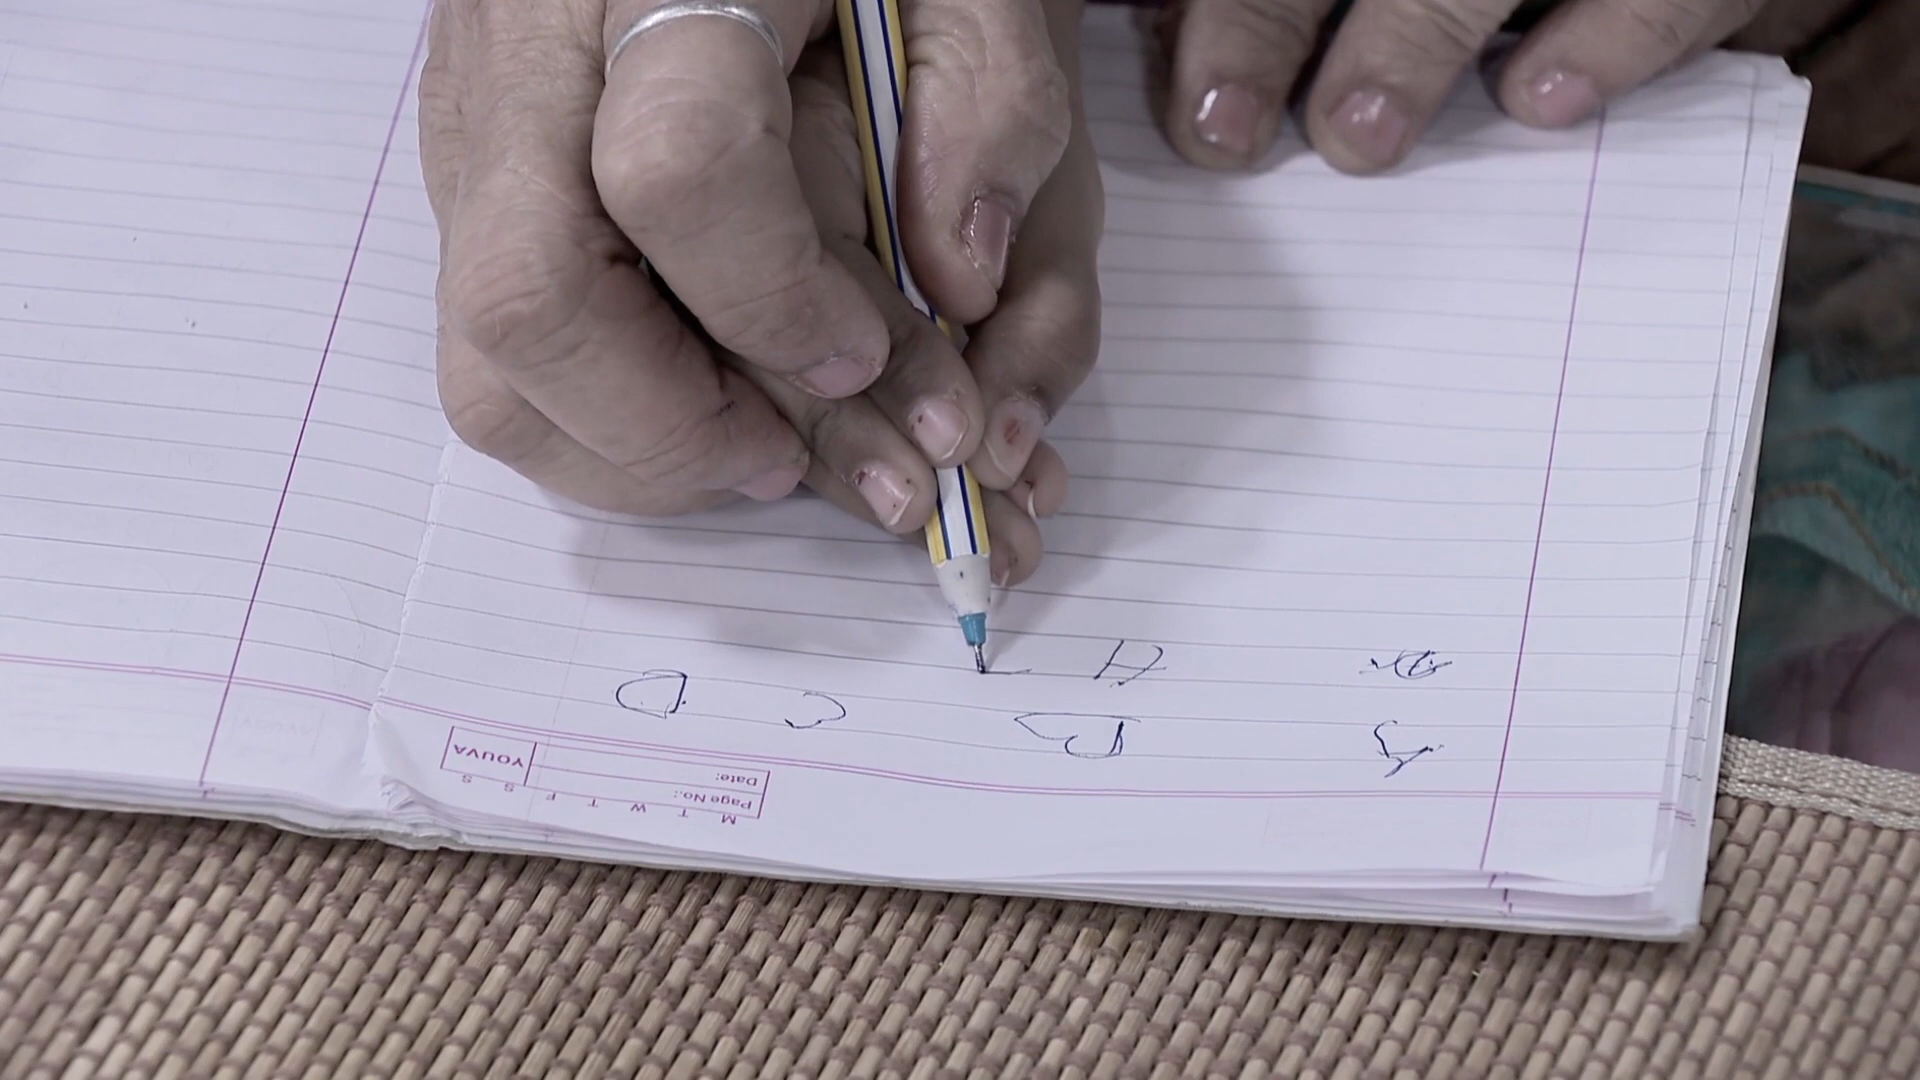 M T W T F S S
Page No.:
Date:
YOUVA
A B C D
H